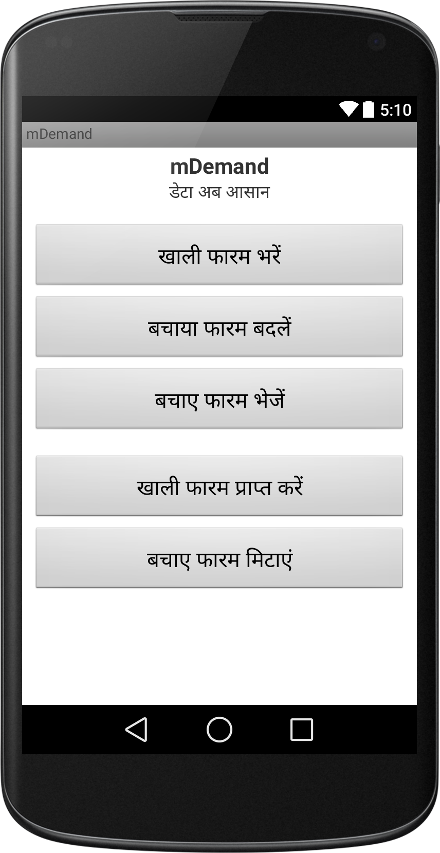 5:10
mDemand
mDemand
डेटा अब आसान
खाली फारम भरें
बचाया फारम बदलें
बचाए फारम भेजें
खाली फारम प्राप्त करें
बचाए फारम मिटाएं